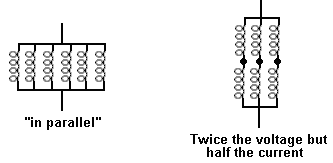 "in parallel"
Twice the voltage but
half the current